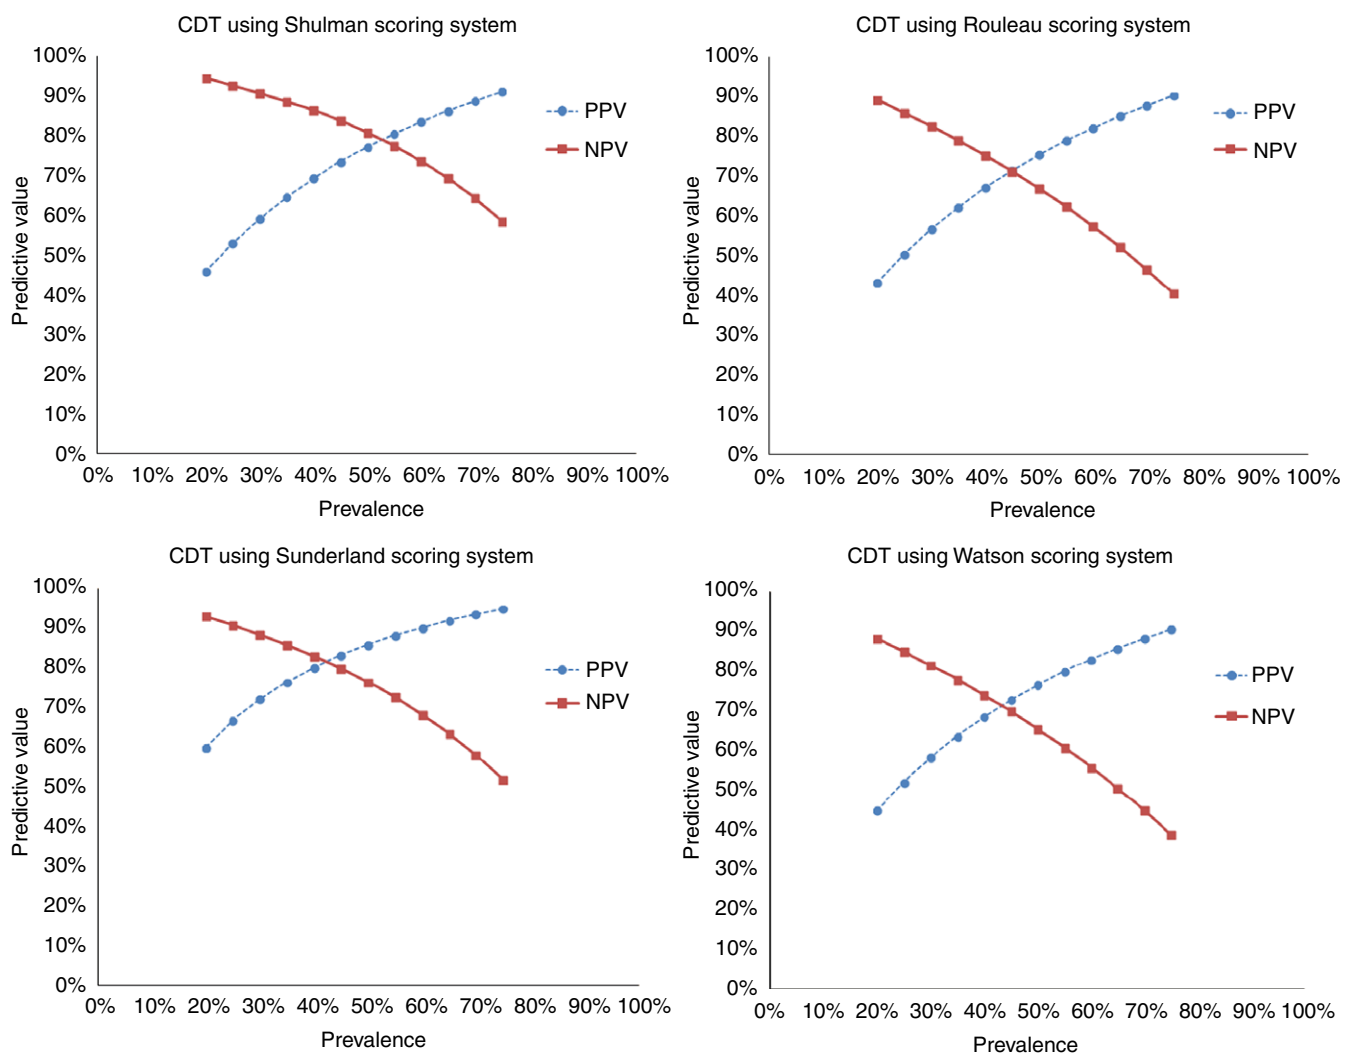 CDT using Shulman scoring system
100%
90%
80%
70%
60%
50%
40%
30%
20%
10%
0%
Predictive value
PPV
NPV
0% 10% 20% 30% 40% 50% 60% 70% 80% 90% 100%
Prevalence
CDT using Rouleau scoring system
100%
90%
80%
70%
60%
50%
40%
30%
20%
10%
0%
Predictive value
PPV
NPV
0% 10% 20% 30% 40% 50% 60% 70% 80% 90% 100%
Prevalence
CDT using Sunderland scoring system
100%
90%
80%
70%
60%
50%
40%
30%
20%
10%
0%
Predictive value
PPV
NPV
0% 10% 20% 30% 40% 50% 60% 70% 80% 90% 100%
Prevalence
CDT using Watson scoring system
100%
90%
80%
70%
60%
50%
40%
30%
20%
10%
0%
Predictive value
PPV
NPV
0% 10% 20% 30% 40% 50% 60% 70% 80% 90% 100%
Prevalence